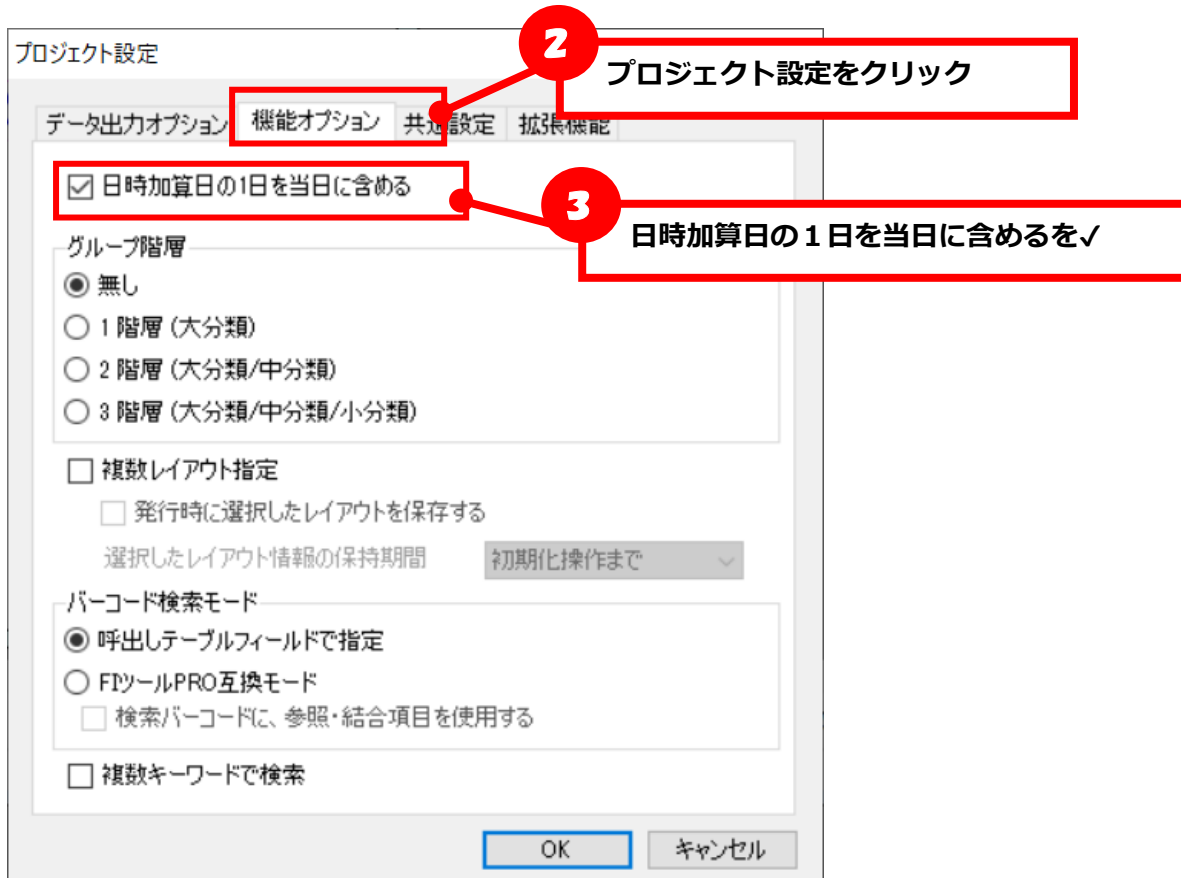 プロジェクト設定
2
プロジェクト設定をクリック
データ出力オプション 機能オプション 共通設定 拡張機能
日時加算日の1日を当日に含める
3
日時加算日の１日を当日に含めるを✓
グループ階層
無し
1 階層 (大分類)
2 階層 (大分類/中分類)
3 階層 (大分類/中分類/小分類)
複数レイアウト指定
発行時に選択したレイアウトを保存する
選択したレイアウト情報の保持期間 初期化操作まで
バーコード検索モード
呼出しテーブルフィールドで指定
FIツールPRO互換モード
検索バーコードに、参照・結合項目を使用する
複数キーワードで検索
OK キャンセル